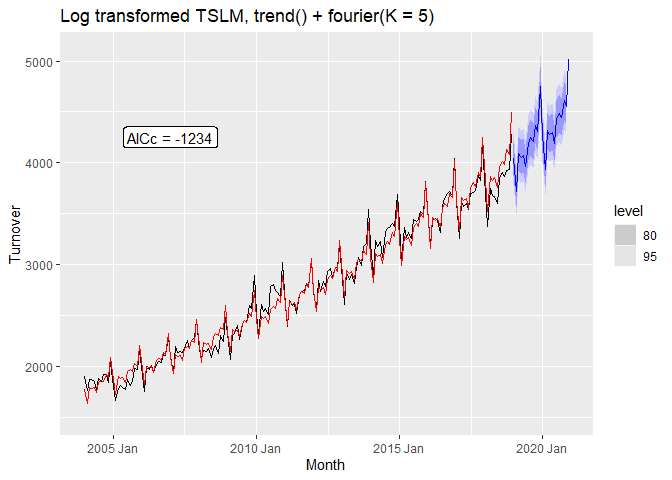 Log transformed TSLM, trend() + fourier(K = 5)
5000
4000
3000
2000
Turnover
AICc = -1234
2005 Jan
2010 Jan
2015 Jan
2020 Jan
Month
level
80
95